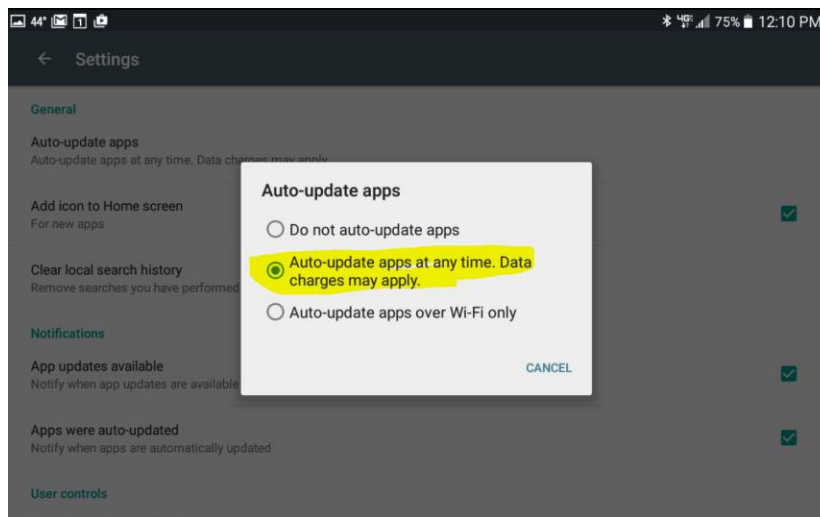 44° 1 4G 75% 12:10 PM
Settings
General
Auto-update apps
Auto-update apps at any time. Data charges may apply
Add icon to Home screen
For new apps
Clear local search history
Remove searches you have performed
Notifications
App updates available
Notify when app updates are available
Apps were auto-updated
Notify when apps are automatically updated
User controls
Auto-update apps
Do not auto-update apps
Auto-update apps at any time. Data
charges may apply.
Auto-update apps over Wi-Fi only
CANCEL